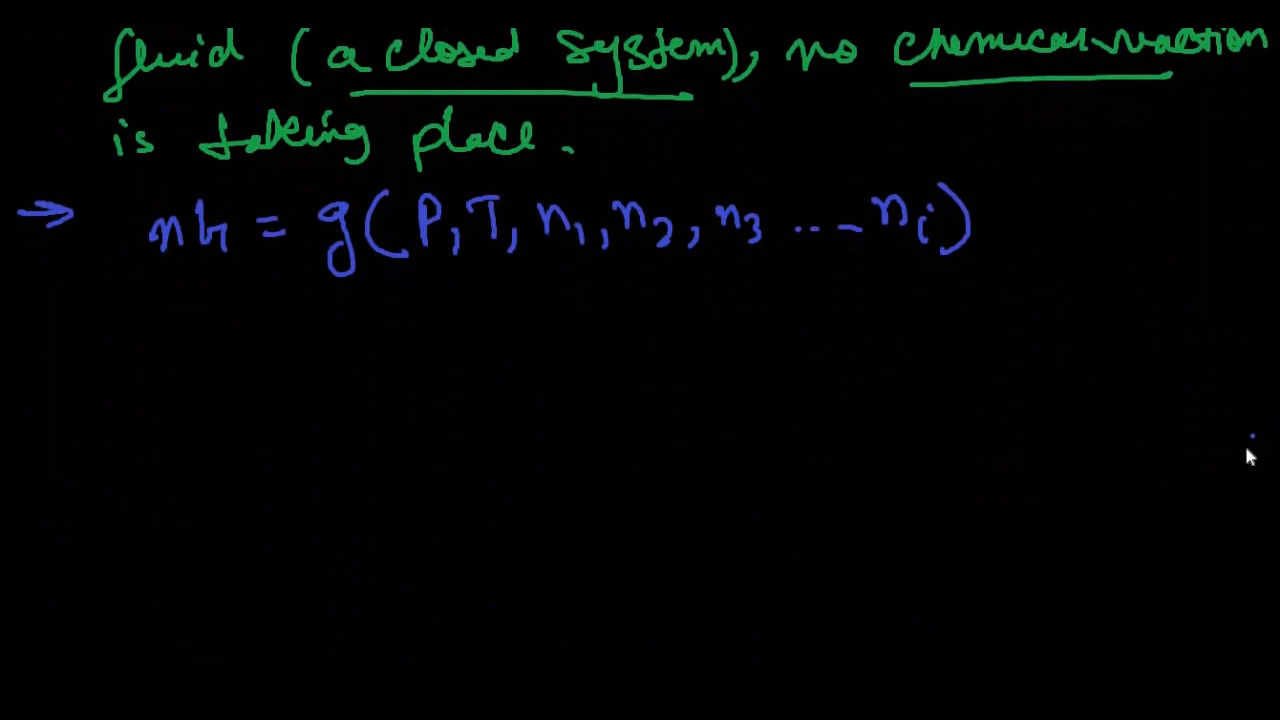 fluid (a closed system), no chemical reaction
is taking place.
→ nG = g(P, T, n₁, n₂, n₃ ... nᵢ)